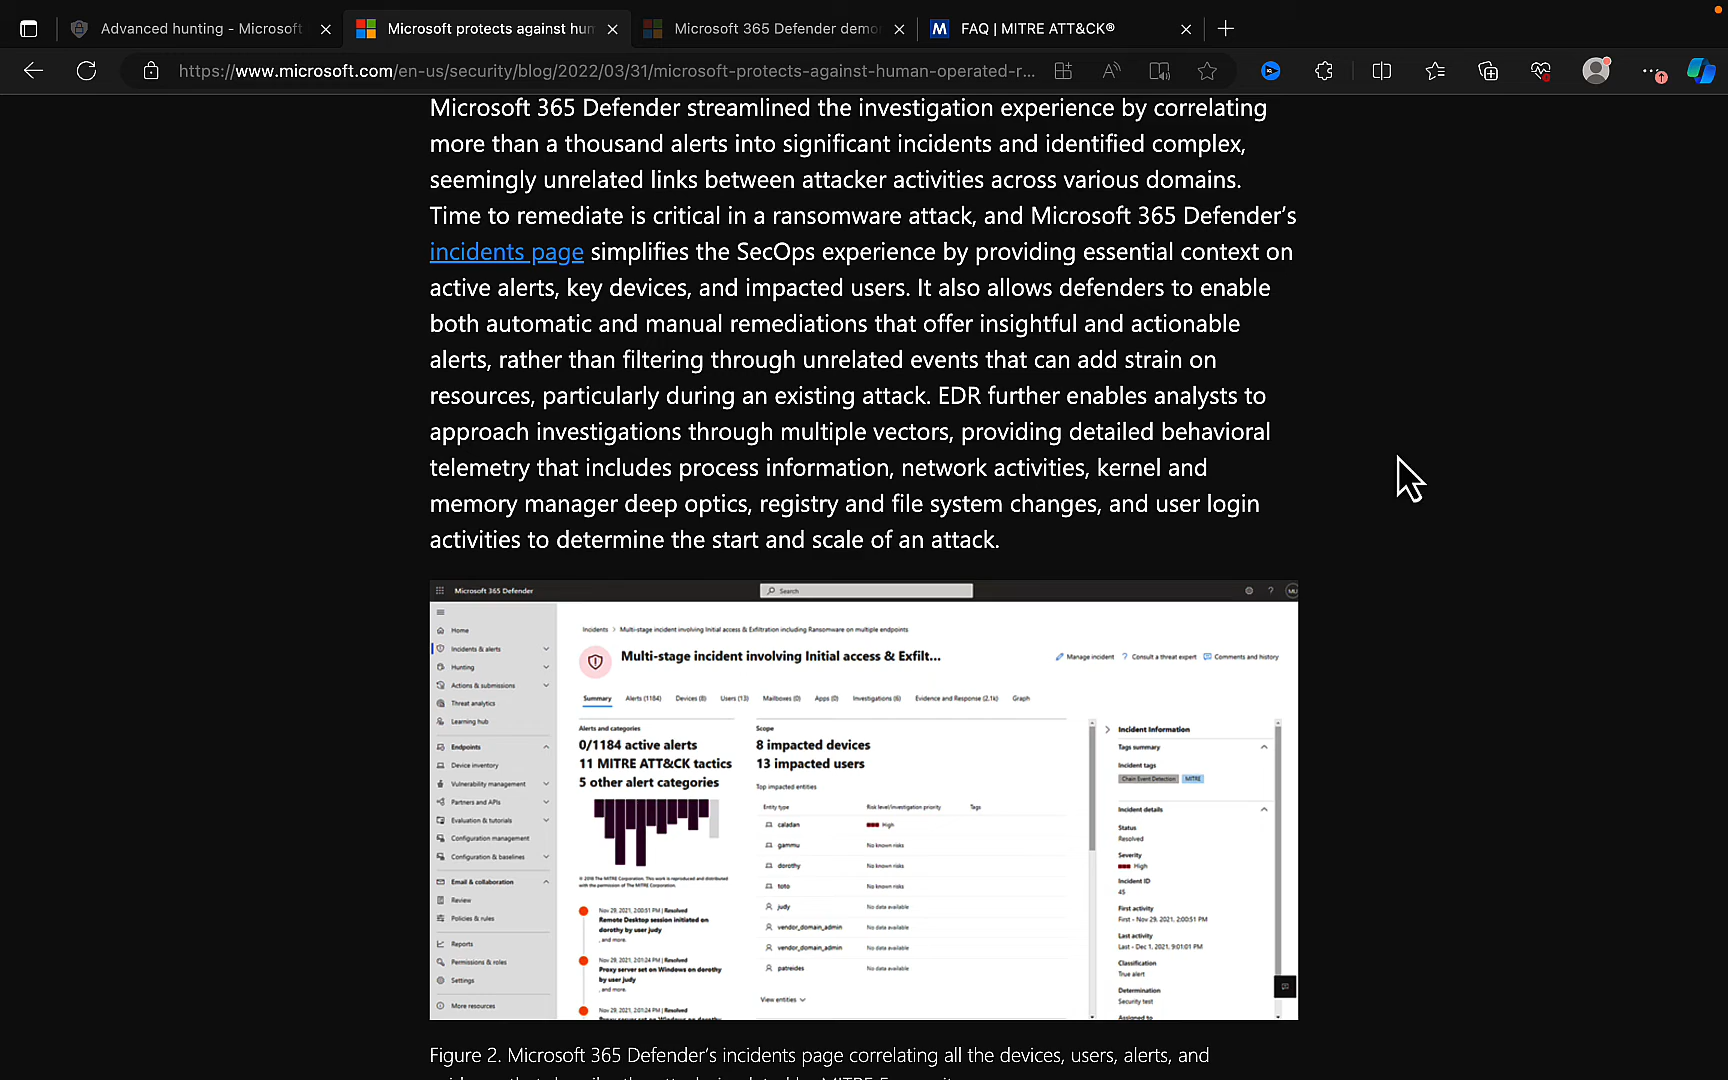 Advanced hunting - Microsoft
Microsoft protects against hun
Microsoft 365 Defender demo
FAQ | MITRE ATT&CK®
https://www.microsoft.com/en-us/security/blog/2022/03/31/microsoft-protects-against-human-operated-r...
Microsoft 365 Defender streamlined the investigation experience by correlating
more than a thousand alerts into significant incidents and identified complex,
seemingly unrelated links between attacker activities across various domains.
Time to remediate is critical in a ransomware attack, and Microsoft 365 Defender's
incidents page simplifies the SecOps experience by providing essential context on
active alerts, key devices, and impacted users. It also allows defenders to enable
both automatic and manual remediations that offer insightful and actionable
alerts, rather than filtering through unrelated events that can add strain on
resources, particularly during an existing attack. EDR further enables analysts to
approach investigations through multiple vectors, providing detailed behavioral
telemetry that includes process information, network activities, kernel and
memory manager deep optics, registry and file system changes, and user login
activities to determine the start and scale of an attack.
Microsoft 365 Defender
Search
Home
Incidents & alerts
Hunting
Actions & submissions
Threat analytics
Learning hub
Endpoints
Device inventory
Vulnerability management
Partners and APIs
Evaluation & tutorials
Configuration management
Configuration & baselines
Email & collaboration
Review
Policies & rules
Reports
Permissions & roles
Settings
More resources
Incidents > Multi-stage incident involving Initial access & Exfiltration including Ransomware on multiple endpoints
Multi-stage incident involving Initial access & Exfilt...
Manage incident ? Consult a threat expert Comments and history
Summary Alerts (1184) Devices (8) Users (13) Mailboxes (0) Apps (0) Investigations (6) Evidence and Response (2.1k) Graph
Alerts and categories
0/1184 active alerts
11 MITRE ATT&CK tactics
5 other alert categories
© 2018 The MITRE Corporation. This work is reproduced and distributed
with the permission of The MITRE Corporation.
Nov 29, 2021, 2:00:51 PM | Resolved
Remote Desktop session initiated on
dorothy by user judy
, and more.
Nov 29, 2021, 2:01:24 PM | Resolved
Proxy server set on Windows on dorothy
by user judy
, and more.
Nov 29, 2021, 2:01:24 PM | Resolved
Scope
8 impacted devices
13 impacted users
Top impacted entities
Entity type Risk level/investigation priority Tags
caladan High
gammu No known risks
dorothy No known risks
toto No known risks
judy No data available
vendor_domain_admin No data available
vendor_domain_admin No data available
patreides No data available
View entities
Incident Information
Tags summary
Incident tags
Chain Event Detection MITRE
Incident details
Status
Resolved
Severity
High
Incident ID
45
First activity
First - Nov 29, 2021, 2:00:51 PM
Last activity
Last - Dec 1, 2021, 9:01:01 PM
Classification
True alert
Determination
Security test
Assigned to
Figure 2. Microsoft 365 Defender's incidents page correlating all the devices, users, alerts, and